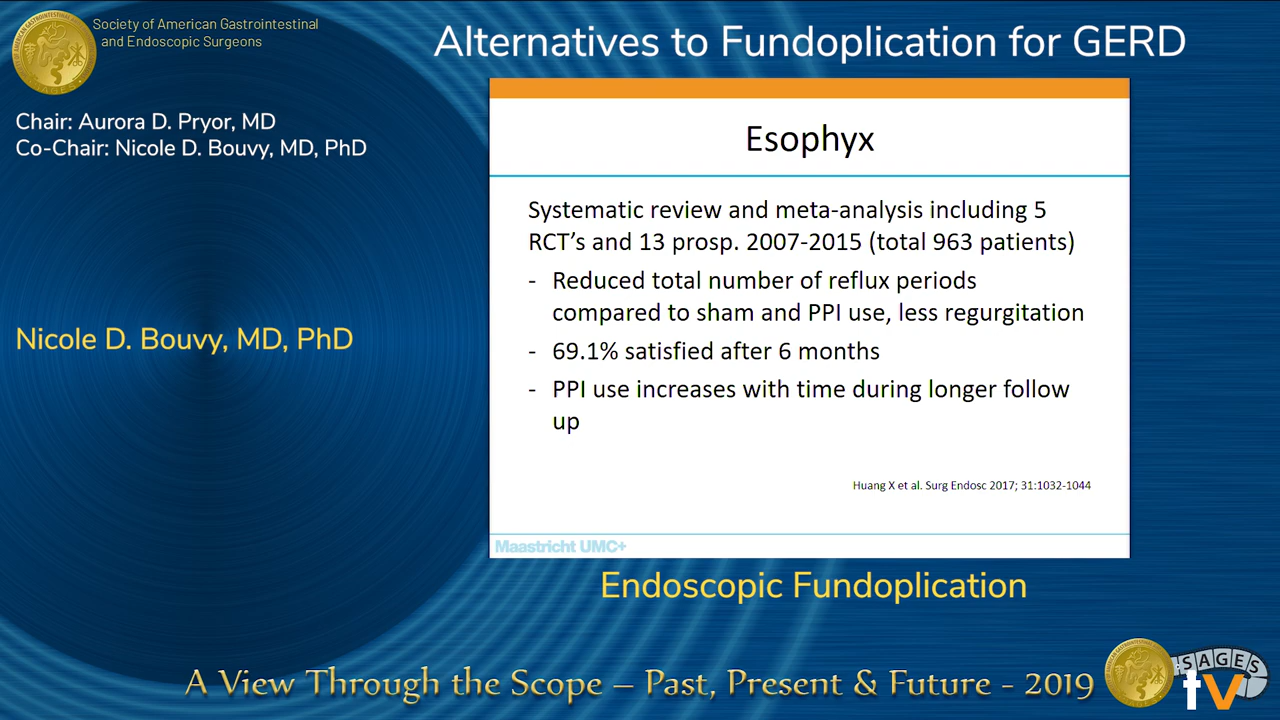 Society of American Gastrointestinal
and Endoscopic Surgeons
Alternatives to Fundoplication for GERD
Chair: Aurora D. Pryor, MD
Co-Chair: Nicole D. Bouvy, MD, PhD
Nicole D. Bouvy, MD, PhD
Esophyx
Systematic review and meta-analysis including 5
RCT's and 13 prosp. 2007-2015 (total 963 patients)
- Reduced total number of reflux periods
compared to sham and PPI use, less regurgitation
- 69.1% satisfied after 6 months
- PPI use increases with time during longer follow
up
Huang X et al. Surg Endosc 2017; 31:1032-1044
Maastricht UMC+
Endoscopic Fundoplication
A View Through the Scope – Past, Present & Future - 2019
SAGES
tv